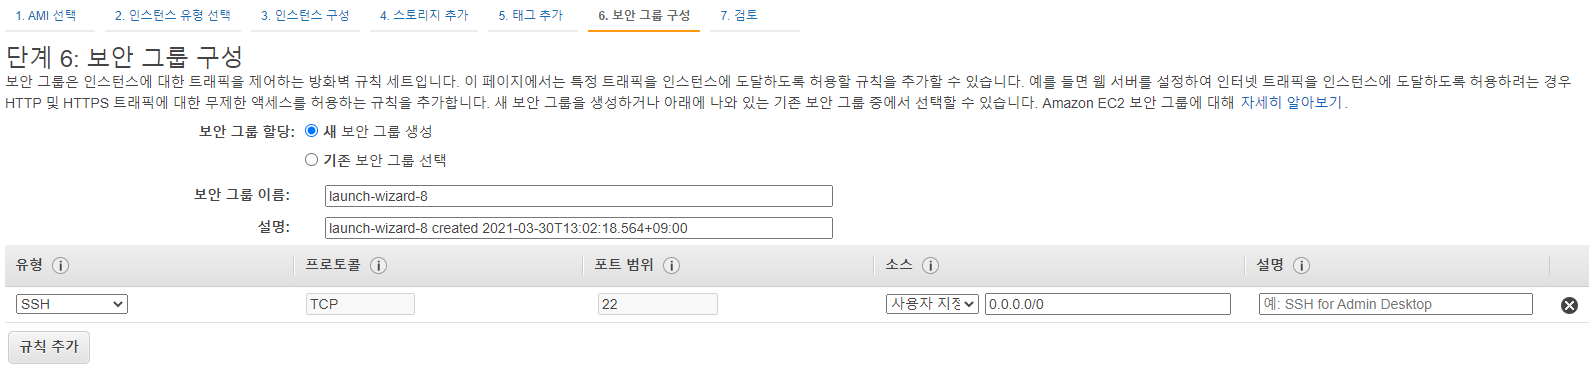 1. AMI 선택 2. 인스턴스 유형 선택 3. 인스턴스 구성 4. 스토리지 추가 5. 태그 추가 6. 보안 그룹 구성 7. 검토
단계 6: 보안 그룹 구성
보안 그룹은 인스턴스에 대한 트래픽을 제어하는 방화벽 규칙 세트입니다. 이 페이지에서는 특정 트래픽을 인스턴스에 도달하도록 허용할 규칙을 추가할 수 있습니다. 예를 들면 웹 서버를 설정하여 인터넷 트래픽을 인스턴스에 도달하도록 허용하려는 경우
HTTP 및 HTTPS 트래픽에 대한 무제한 액세스를 허용하는 규칙을 추가합니다. 새 보안 그룹을 생성하거나 아래에 나와 있는 기존 보안 그룹 중에서 선택할 수 있습니다. Amazon EC2 보안 그룹에 대해 자세히 알아보기.
보안 그룹 할당: 새 보안 그룹 생성
기존 보안 그룹 선택
보안 그룹 이름: launch-wizard-8
설명: launch-wizard-8 created 2021-03-30T13:02:18.564+09:00
유형 프로토콜 포트 범위 소스 설명
SSH TCP 22 사용자 지정 0.0.0.0/0 예: SSH for Admin Desktop
규칙 추가